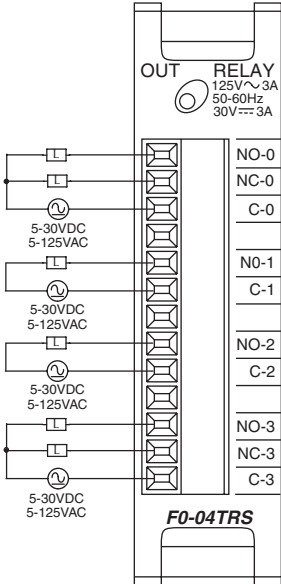 OUT RELAY
125V∿3A
50-60Hz
30V⎓3A
L NO-0
L NC-0
C-0
5-30VDC
5-125VAC
L N0-1
C-1
5-30VDC
5-125VAC
L NO-2
C-2
5-30VDC
5-125VAC
L NO-3
L NC-3
C-3
5-30VDC
5-125VAC
F0-04TRS